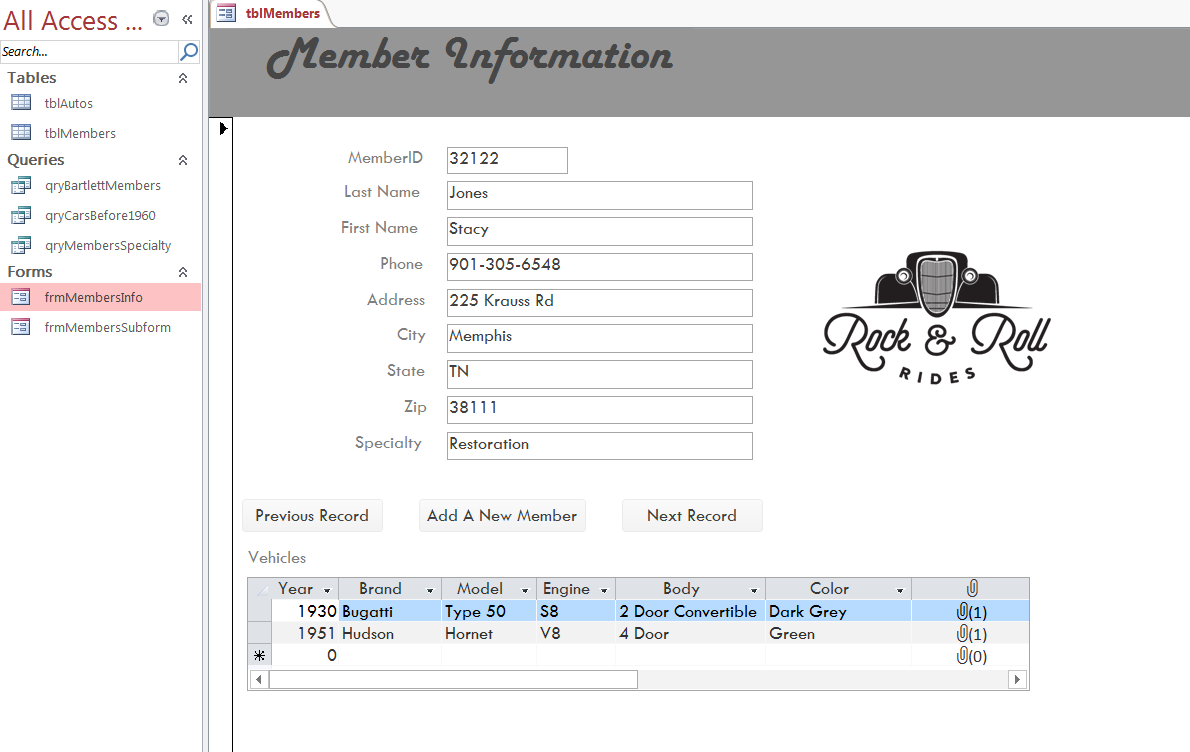 All Access ...
Search...
Tables
tblAutos
tblMembers
Queries
qryBartlettMembers
qryCarsBefore1960
qryMembersSpecialty
Forms
frmMembersInfo
frmMembersSubform
tblMembers
Member Information
MemberID 32122
Last Name Jones
First Name Stacy
Phone 901-305-6548
Address 225 Krauss Rd
City Memphis
State TN
Zip 38111
Specialty Restoration
Rock & Roll
RIDES
Previous Record Add A New Member Next Record
Vehicles
Year Brand Model Engine Body Color
1930 Bugatti Type 50 S8 2 Door Convertible Dark Grey (1)
1951 Hudson Hornet V8 4 Door Green (1)
0 (0)